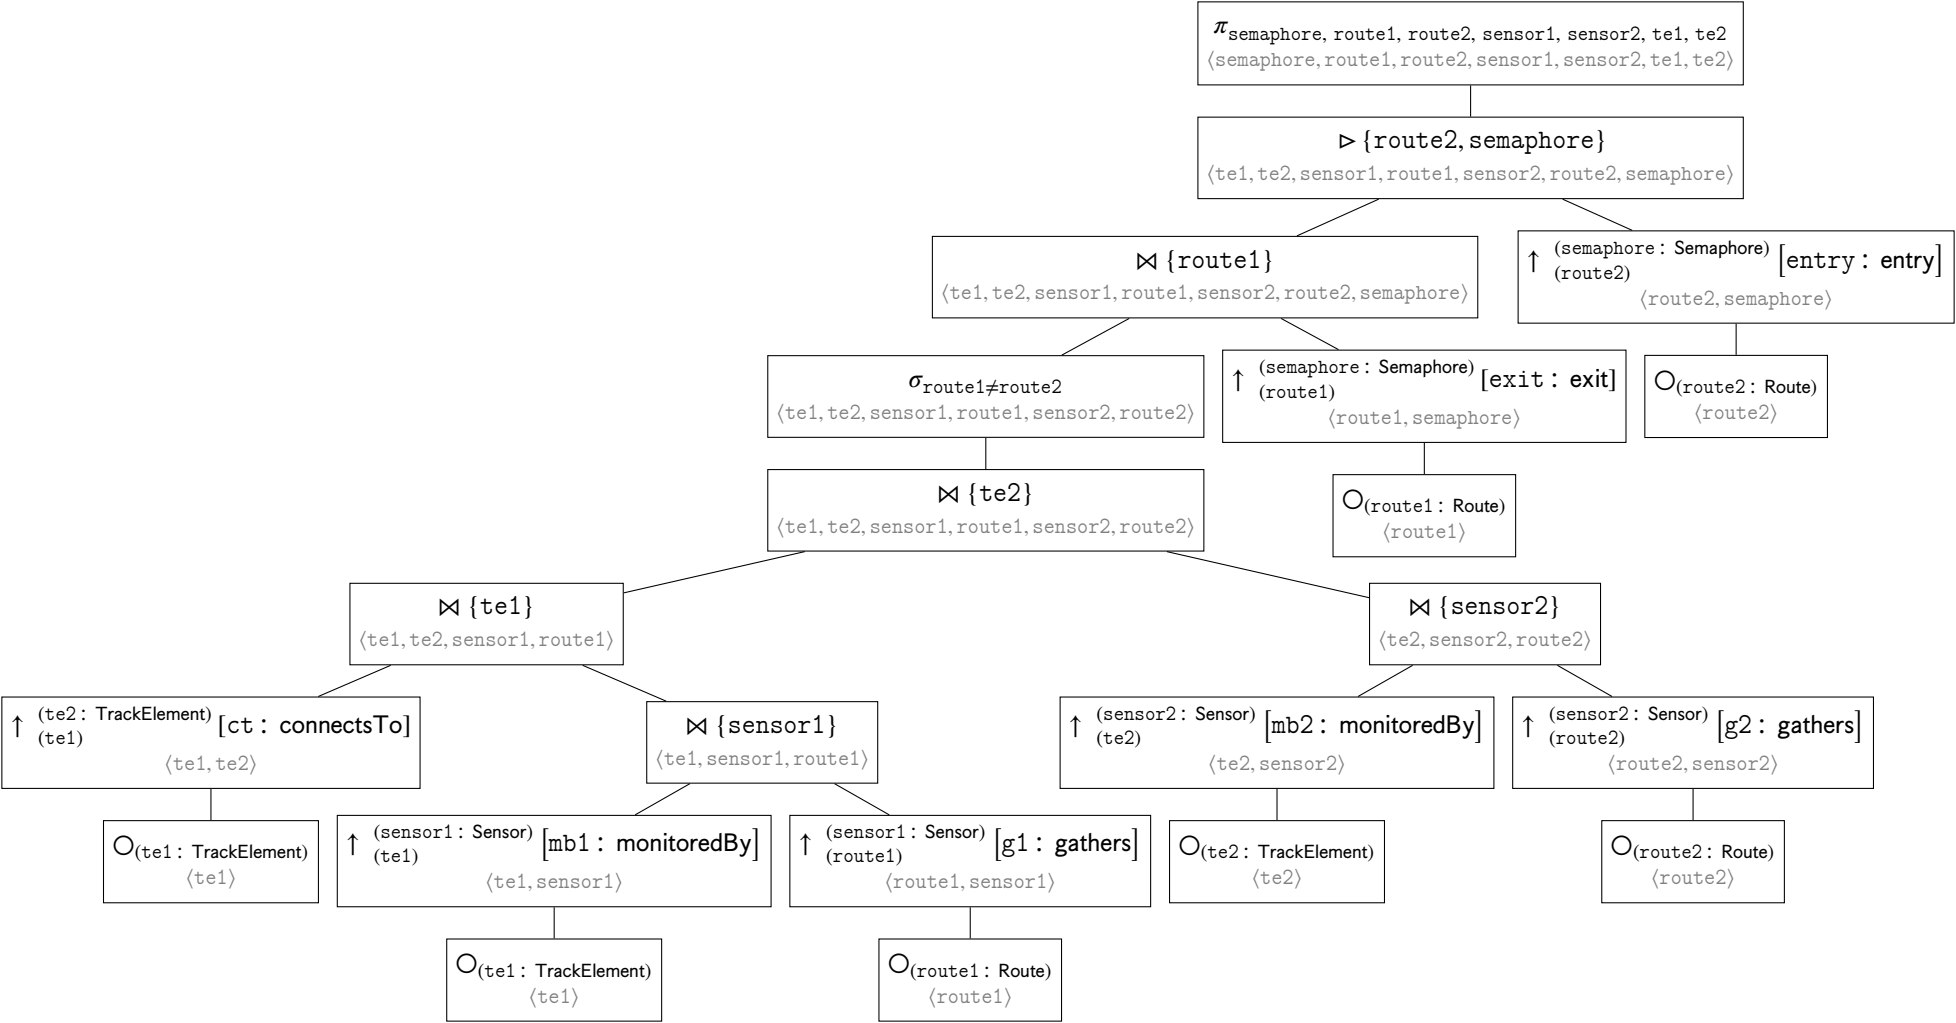 π semaphore, route1, route2, sensor1, sensor2, te1, te2
⟨semaphore, route1, route2, sensor1, sensor2, te1, te2⟩
▷ {route2, semaphore}
⟨te1, te2, sensor1, route1, sensor2, route2, semaphore⟩
⋈ {route1}
⟨te1, te2, sensor1, route1, sensor2, route2, semaphore⟩
↑ (semaphore: Semaphore) [entry: entry]
(route2)
⟨route2, semaphore⟩
σ route1≠route2
⟨te1, te2, sensor1, route1, sensor2, route2⟩
↑ (semaphore: Semaphore) [exit: exit]
(route1)
⟨route1, semaphore⟩
○(route2: Route)
⟨route2⟩
⋈ {te2}
⟨te1, te2, sensor1, route1, sensor2, route2⟩
○(route1: Route)
⟨route1⟩
⋈ {te1}
⟨te1, te2, sensor1, route1⟩
⋈ {sensor2}
⟨te2, sensor2, route2⟩
↑ (te2: TrackElement) [ct: connectsTo]
(te1)
⟨te1, te2⟩
⋈ {sensor1}
⟨te1, sensor1, route1⟩
↑ (sensor2: Sensor) [mb2: monitoredBy]
(te2)
⟨te2, sensor2⟩
↑ (sensor2: Sensor) [g2: gathers]
(route2)
⟨route2, sensor2⟩
○(te1: TrackElement)
⟨te1⟩
↑ (sensor1: Sensor) [mb1: monitoredBy]
(te1)
⟨te1, sensor1⟩
↑ (sensor1: Sensor) [g1: gathers]
(route1)
⟨route1, sensor1⟩
○(te2: TrackElement)
⟨te2⟩
○(route2: Route)
⟨route2⟩
○(te1: TrackElement)
⟨te1⟩
○(route1: Route)
⟨route1⟩